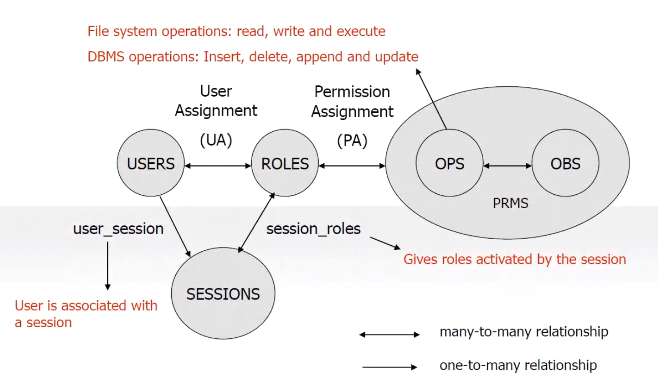 File system operations: read, write and execute
DBMS operations: Insert, delete, append and update
User
Assignment
(UA)
Permission
Assignment
(PA)
USERS
ROLES
OPS
OBS
PRMS
user_session
session_roles
Gives roles activated by the session
SESSIONS
User is associated with
a session
many-to-many relationship
one-to-many relationship